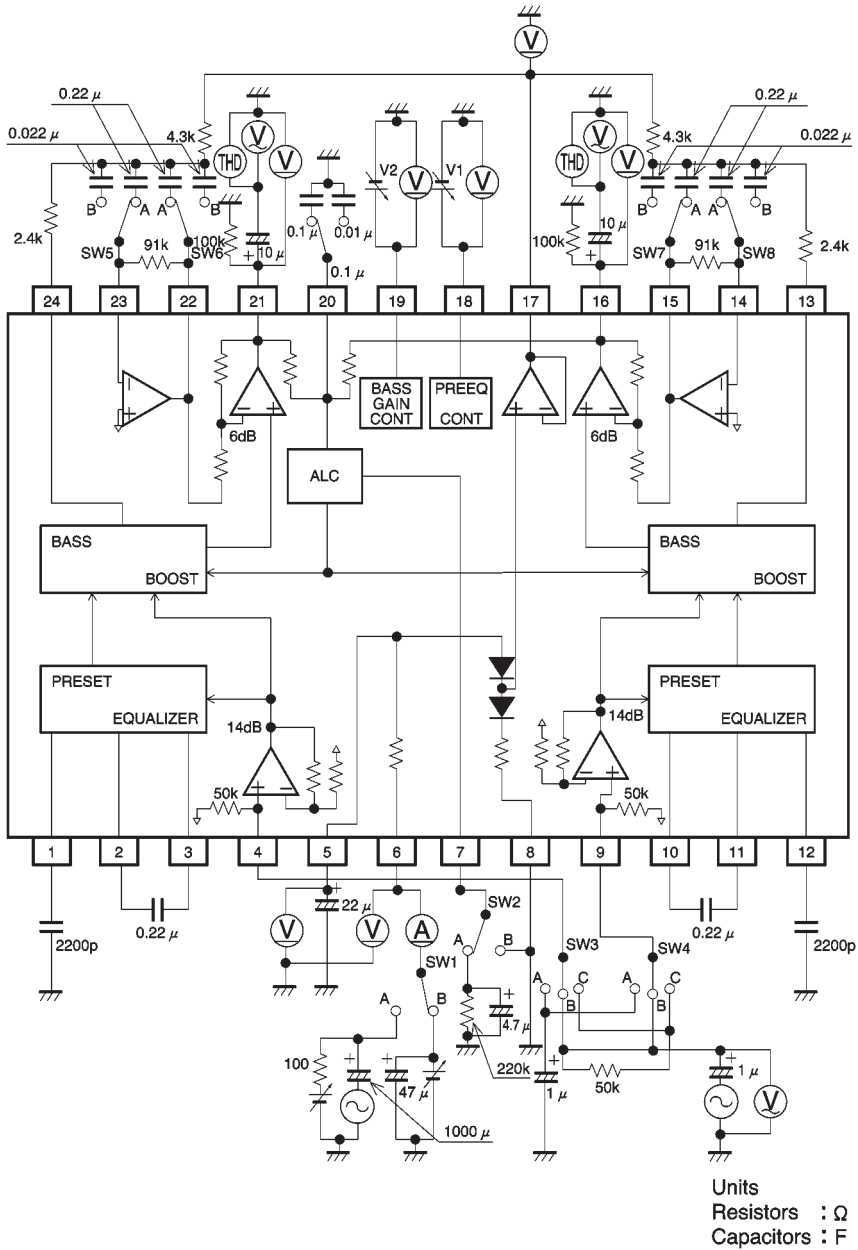 V
0.22 μ
0.22 μ
0.022 μ
4.3k
THD
V
V
V2
V
V1
V
THD
V
V
4.3k
0.022 μ
B
A
A
B
0.1 μ
0.01 μ
B
A
A
B
2.4k
SW5
91k
SW6
100k
10 μ
+
0.1 μ
100k
10 μ
+
SW7
91k
SW8
2.4k
24
23
22
21
20
19
18
17
16
15
14
13
BASS
GAIN
CONT
PREEQ
CONT
6dB
6dB
ALC
BASS
BOOST
BASS
BOOST
PRESET
EQUALIZER
PRESET
EQUALIZER
14dB
14dB
50k
50k
1
2
3
4
5
6
7
8
9
10
11
12
2200p
0.22 μ
V
+
22 μ
V
A
SW1
SW2
A
B
SW3
SW4
0.22 μ
2200p
A
B
C
A
B
C
A
B
+
4.7 μ
220k
100
+
+
47 μ
1000 μ
+
1 μ
50k
+
1 μ
V
Units
Resistors : Ω
Capacitors : F